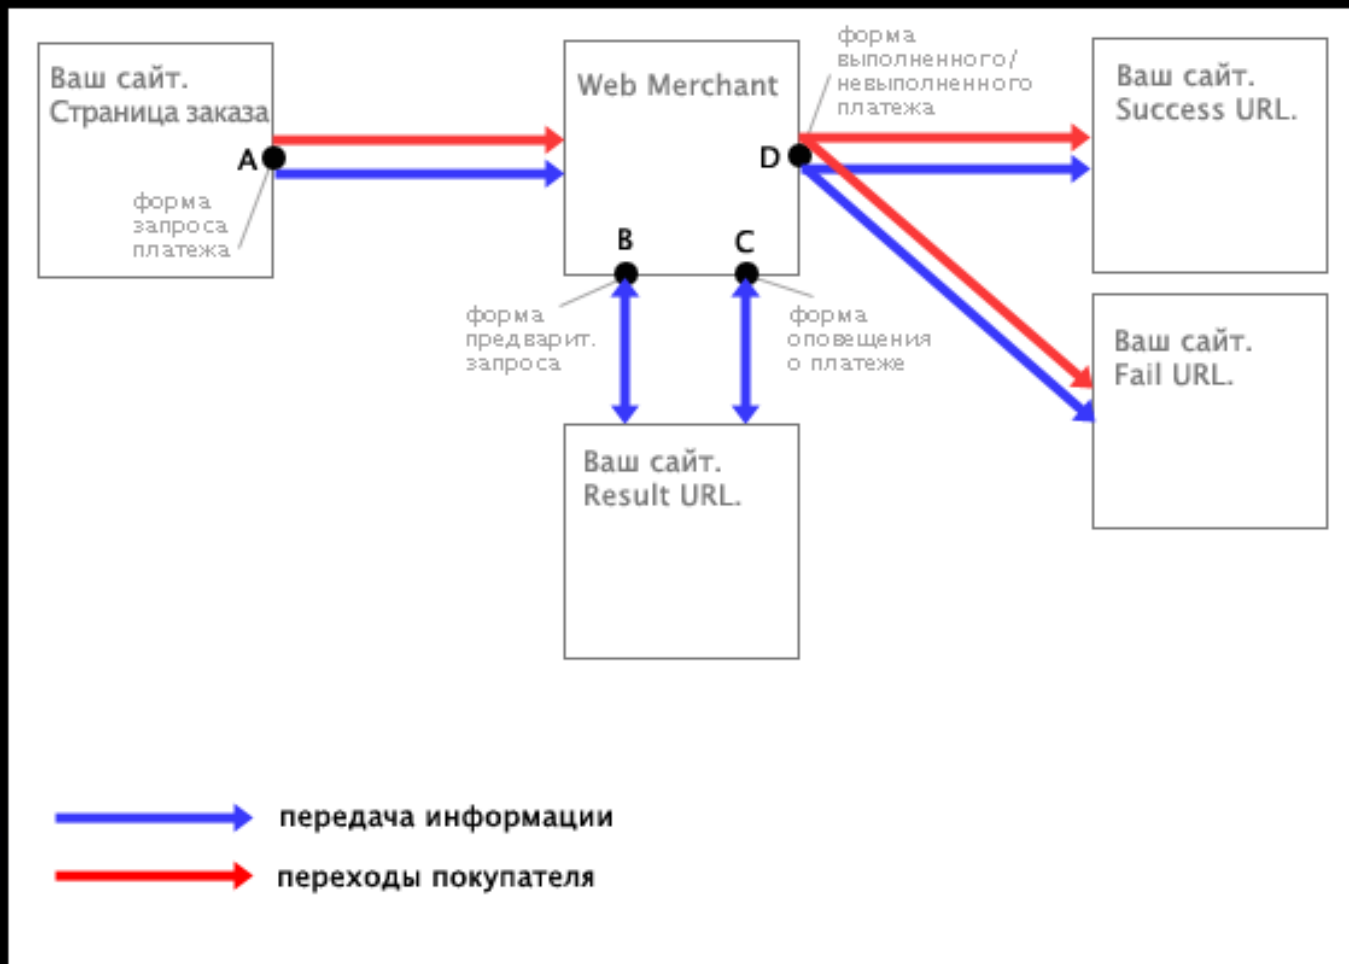 Ваш сайт.
Страница заказа
A
форма
запроса
платежа
Web Merchant
B
C
D
форма
выполненного/
невыполненного
платежа
Ваш сайт.
Success URL.
форма
предварит.
запроса
форма
оповещения
о платеже
Ваш сайт.
Fail URL.
Ваш сайт.
Result URL.
передача информации
переходы покупателя